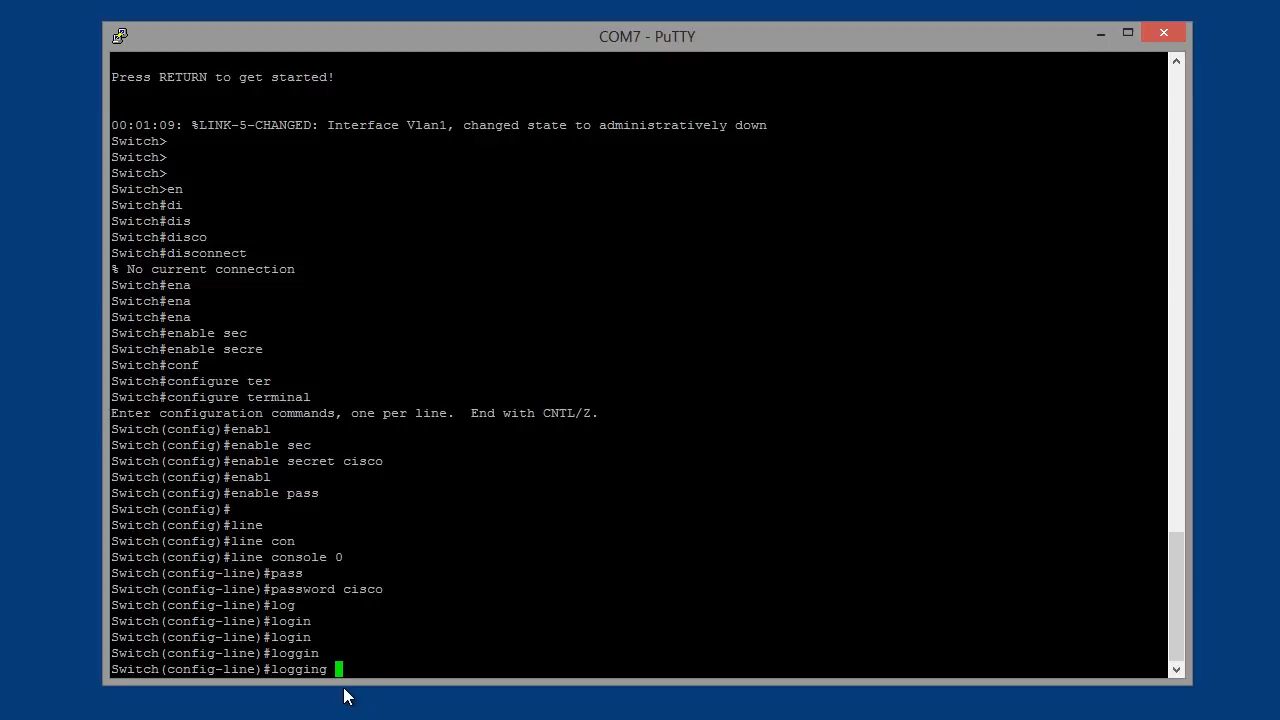 COM7 - PuTTY
Press RETURN to get started!
00:01:09: %LINK-5-CHANGED: Interface Vlan1, changed state to administratively down
Switch>
Switch>
Switch>
Switch>en
Switch#di
Switch#dis
Switch#disco
Switch#disconnect
% No current connection
Switch#ena
Switch#ena
Switch#ena
Switch#enable sec
Switch#enable secre
Switch#conf
Switch#configure ter
Switch#configure terminal
Enter configuration commands, one per line.  End with CNTL/Z.
Switch(config)#enabl
Switch(config)#enable sec
Switch(config)#enable secret cisco
Switch(config)#enabl
Switch(config)#enable pass
Switch(config)#
Switch(config)#line
Switch(config)#line con
Switch(config)#line console 0
Switch(config-line)#pass
Switch(config-line)#password cisco
Switch(config-line)#log
Switch(config-line)#login
Switch(config-line)#login
Switch(config-line)#loggin
Switch(config-line)#logging